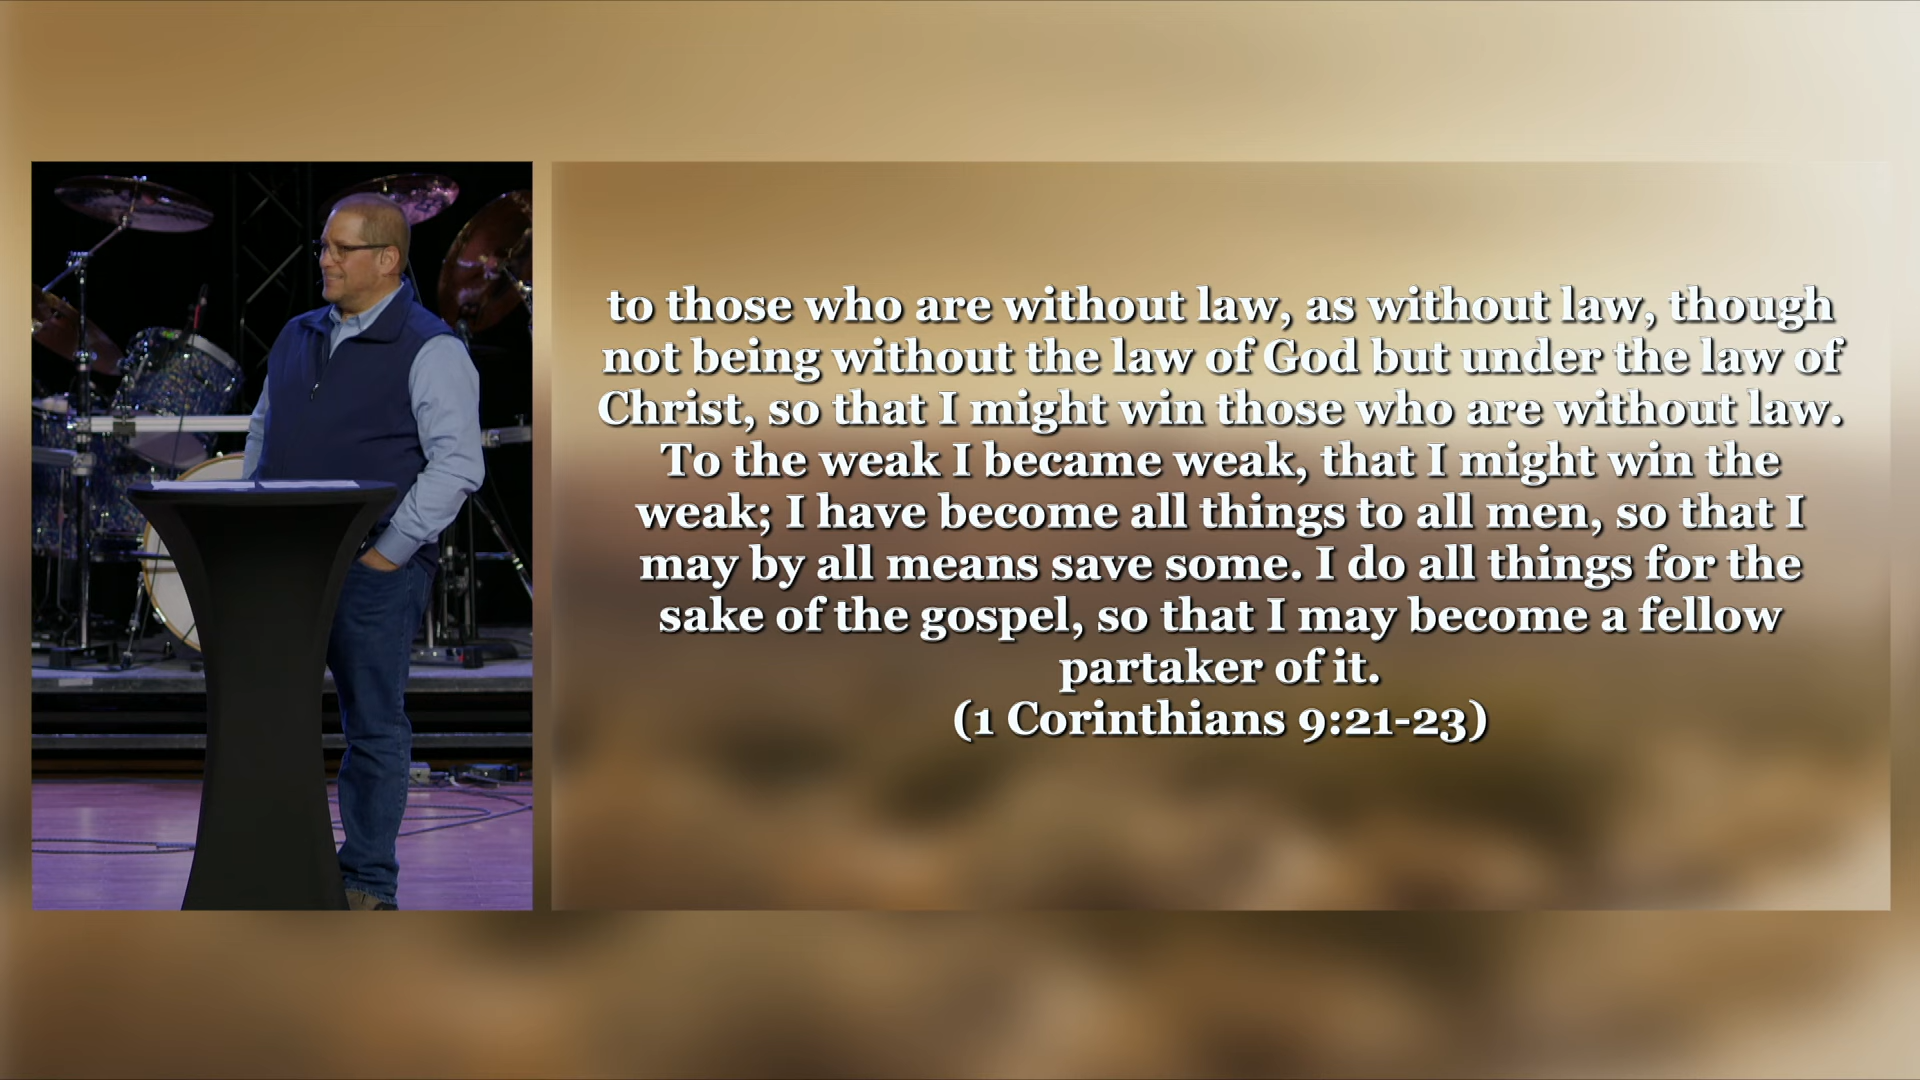 to those who are without law, as without law, though
not being without the law of God but under the law of
Christ, so that I might win those who are without law.
To the weak I became weak, that I might win the
weak; I have become all things to all men, so that I
may by all means save some. I do all things for the
sake of the gospel, so that I may become a fellow
partaker of it.
(1 Corinthians 9:21-23)